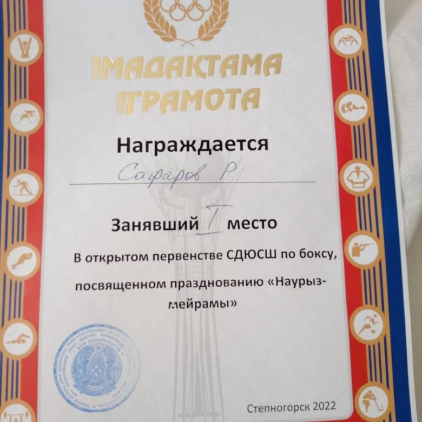 МАДАҚТАМА
ГРАМОТА
Награждается
Сафаров Р
Занявший I место
В открытом первенстве СДЮСШ по боксу,
посвященном празднованию «Наурыз-
мейрамы»
Степногорск 2022